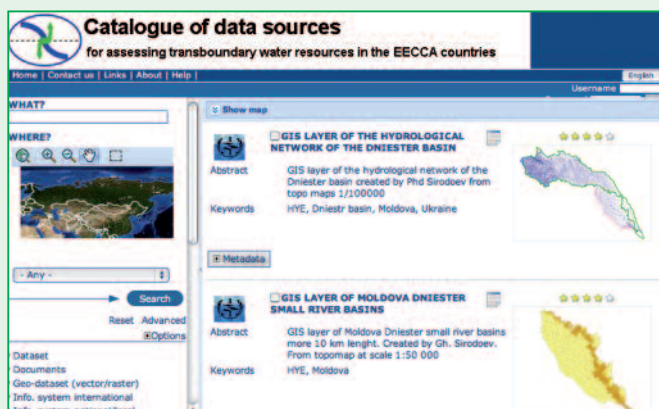 Catalogue of data sources
for assessing transboundary water resources in the EECCA countries
Home | Contact us | Links | About | Help |
English
Username
WHAT?
WHERE?
- Any -
Search
Reset Advanced
Options
Dataset
Documents
Geo-dataset (vector/raster)
Info. system international
Show map
GIS LAYER OF THE HYDROLOGICAL
NETWORK OF THE DNIESTER BASIN
Abstract GIS layer of the hydrological network of the
Dniester basin created by Phd Sirodoev from
topo maps 1/100000
Keywords HYE, Dniestr basin, Moldova, Ukraine
Metadata
GIS LAYER OF MOLDOVA DNIESTER
SMALL RIVER BASINS
Abstract GIS layer of Moldova Dniester small river basins
more 10 km lenght. Created by Gh. Sirodoev.
From topomap at scale 1:50 000
Keywords HYE, Moldova